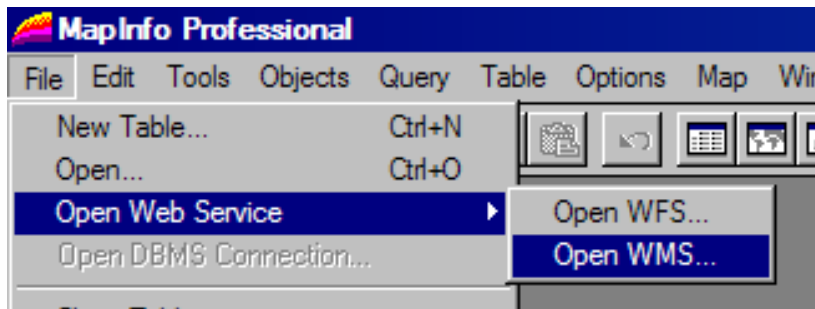 MapInfo Professional
File Edit Tools Objects Query Table Options Map
New Table... Ctrl+N
Open... Ctrl+O
Open Web Service
Open WFS...
Open WMS...
Open DBMS Connection...